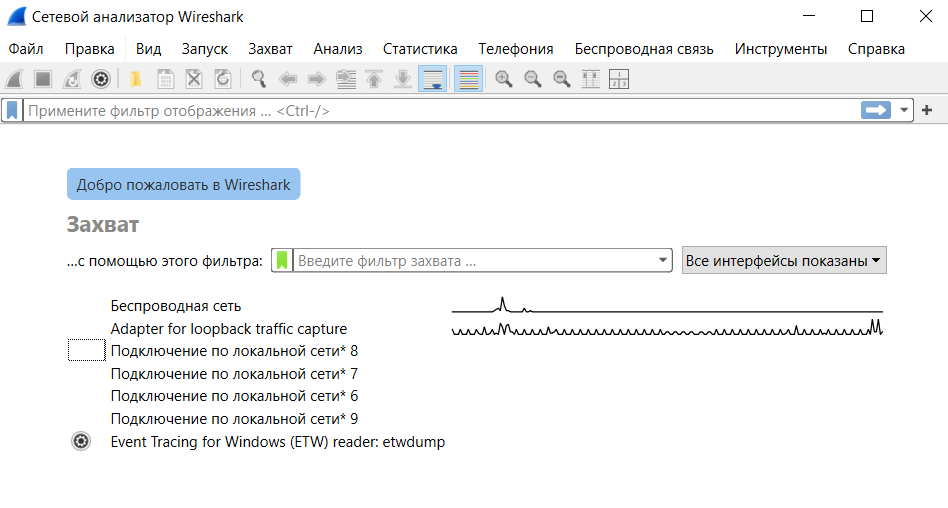 Сетевой анализатор Wireshark
Файл Правка Вид Запуск Захват Анализ Статистика Телефония Беспроводная связь Инструменты Справка
Примените фильтр отображения ... <Ctrl-/>
Добро пожаловать в Wireshark
Захват
...с помощью этого фильтра: Введите фильтр захвата ... Все интерфейсы показаны
Беспроводная сеть
Adapter for loopback traffic capture
Подключение по локальной сети* 8
Подключение по локальной сети* 7
Подключение по локальной сети* 6
Подключение по локальной сети* 9
Event Tracing for Windows (ETW) reader: etwdump